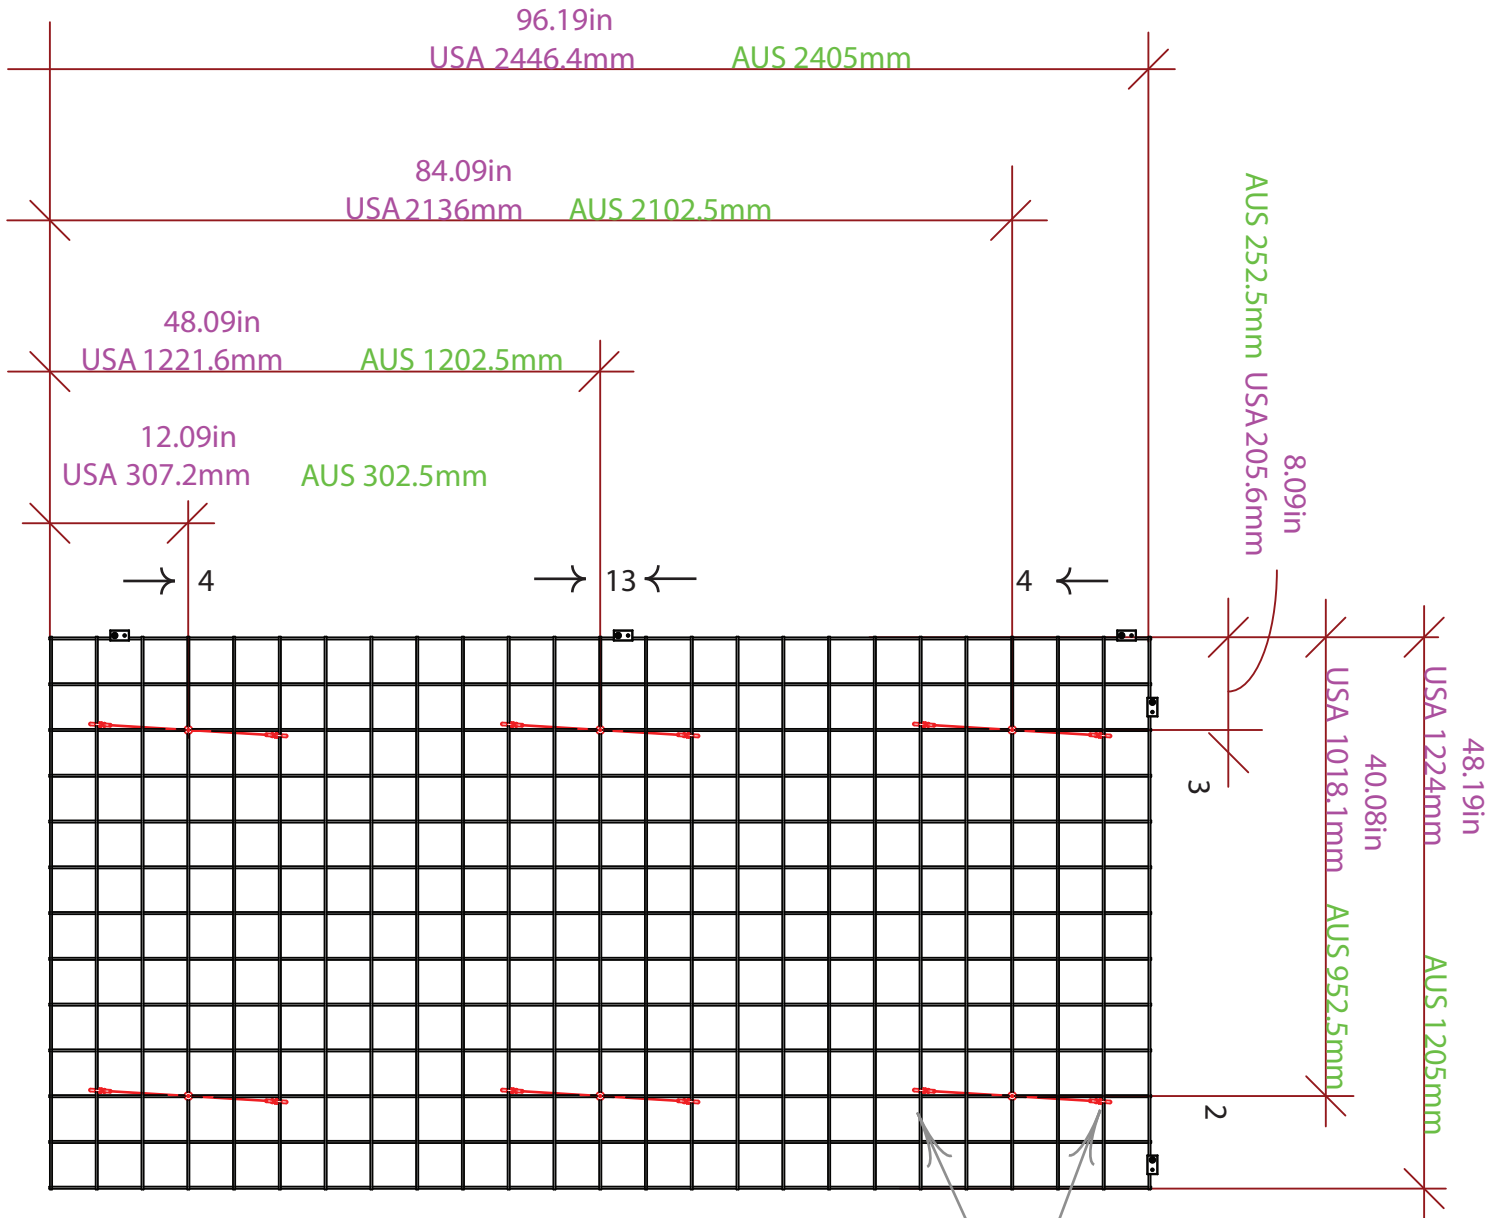 96.19in
USA 2446.4mm AUS 2405mm
84.09in
USA 2136mm AUS 2102.5mm
48.09in
USA 1221.6mm AUS 1202.5mm
12.09in
USA 307.2mm AUS 302.5mm
4
13
4
8.09in
AUS 252.5mm USA 205.6mm
3
40.08in
USA 1018.1mm AUS 952.5mm
2
48.19in
USA 1224mm AUS 1205mm